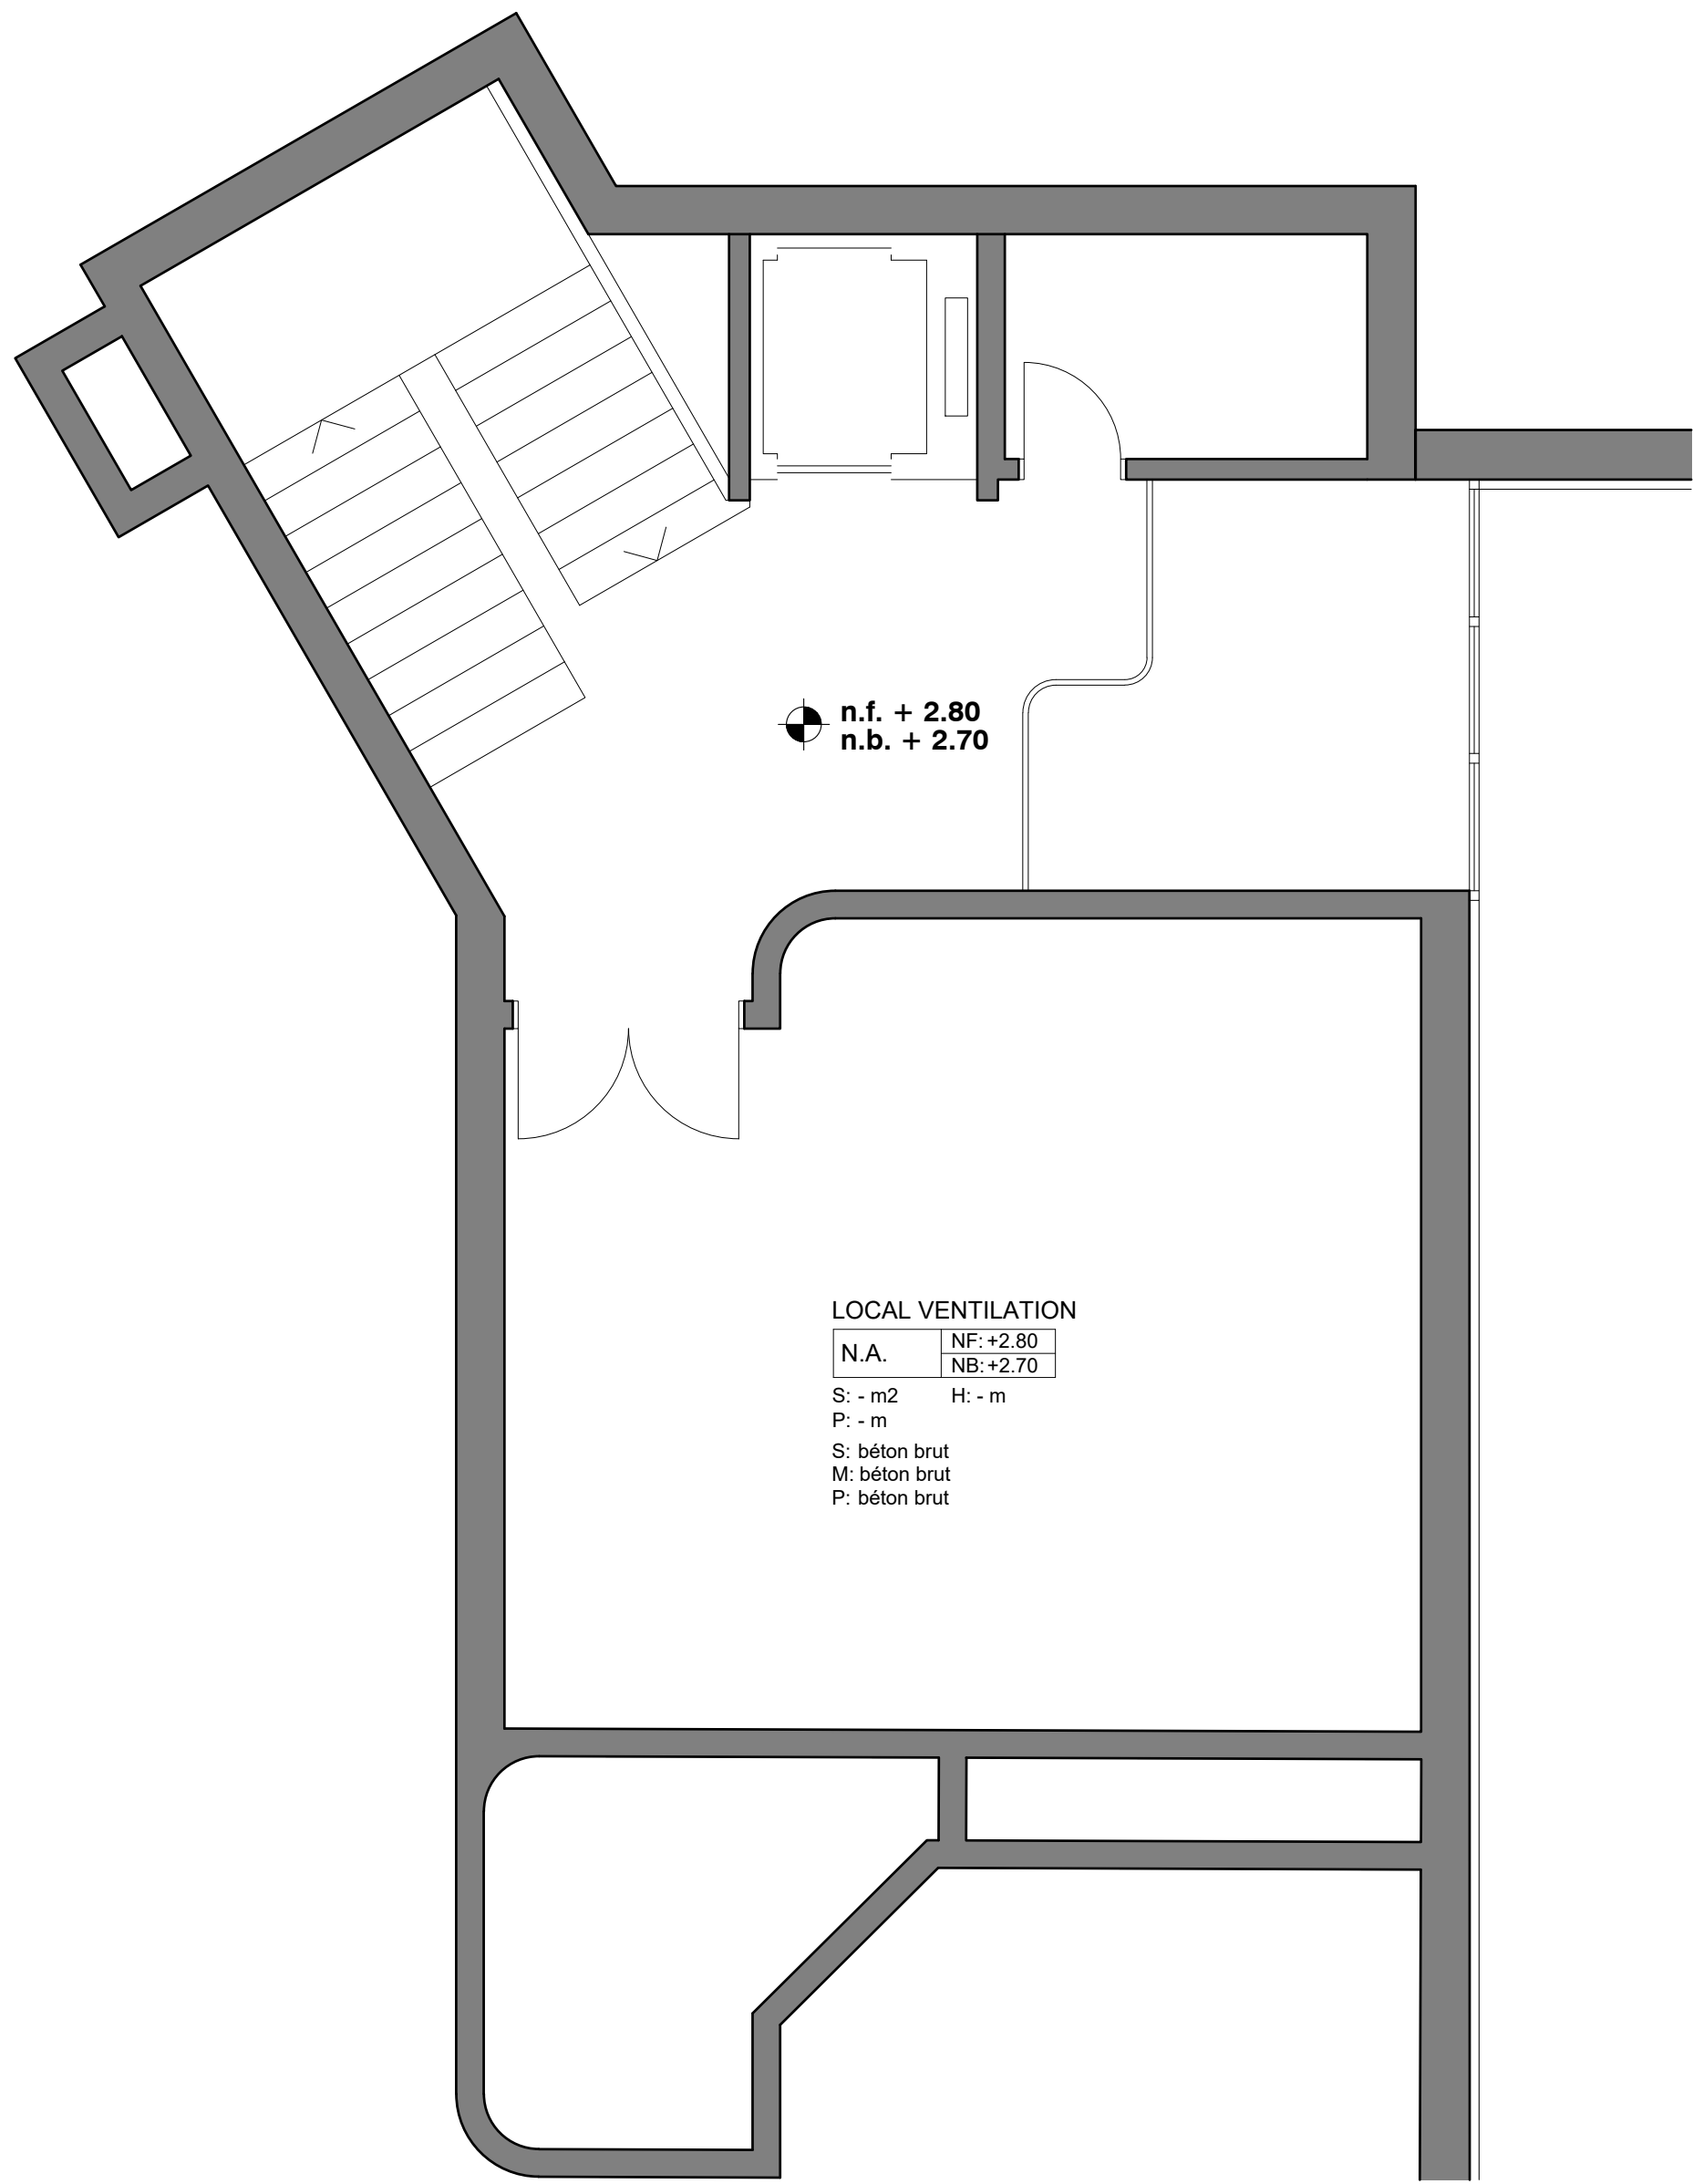 n.f. + 2.80
n.b. + 2.70
LOCAL VENTILATION
N.A.
NF: +2.80
NB: +2.70
S: - m2 H: - m
P: - m
S: béton brut
M: béton brut
P: béton brut